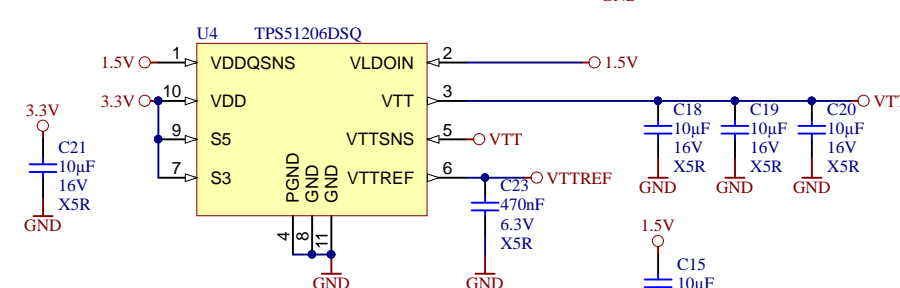 GND
U4 TPS51206DSQ
1.5V 1 VDDQSNS VLDOIN 2 1.5V
3.3V 10 VDD VTT 3 VTT
9 S5 VTTSNS 5 VTT
7 S3 VTTREF 6 VTTREF
PGND GND GND
4 8 11
GND
3.3V
C21
10µF
16V
X5R
GND
C23
470nF
6.3V
X5R
GND
C18
10µF
16V
X5R
GND
C19
10µF
16V
X5R
GND
C20
10µF
16V
X5R
GND
1.5V
C15
10µF